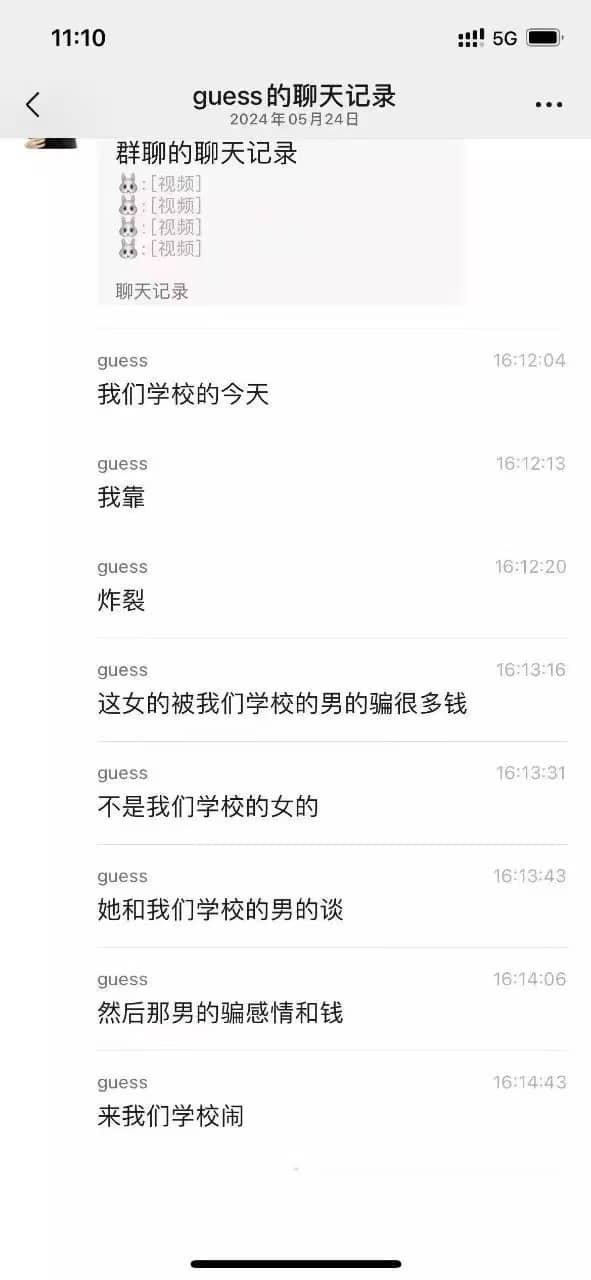 11:10
5G
guess的聊天记录
2024年05月24日
群聊的聊天记录
🐰:[视频]
🐰:[视频]
🐰:[视频]
🐰:[视频]
聊天记录
guess 16:12:04
我们学校的今天
guess 16:12:13
我靠
guess 16:12:20
炸裂
guess 16:13:16
这女的被我们学校的男的骗很多钱
guess 16:13:31
不是我们学校的女的
guess 16:13:43
她和我们学校的男的谈
guess 16:14:06
然后那男的骗感情和钱
guess 16:14:43
来我们学校闹